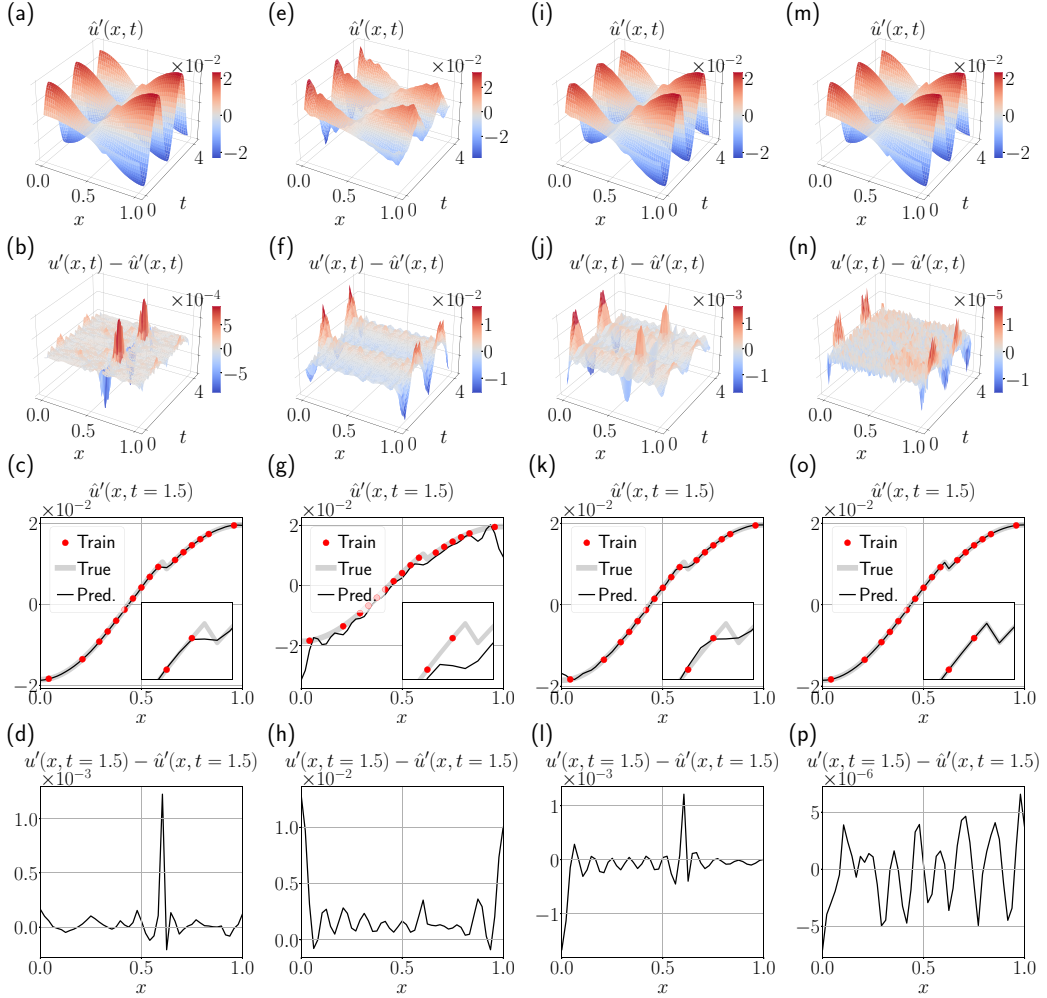 (a)
û′(x, t)
×10⁻²
2
0
−2
0.0
0.5
1.0
x
0
4
t
(e)
û′(x, t)
×10⁻²
2
0
−2
0.0
0.5
1.0
x
0
4
t
(i)
û′(x, t)
×10⁻²
2
0
−2
0.0
0.5
1.0
x
0
4
t
(m)
û′(x, t)
×10⁻²
2
0
−2
0.0
0.5
1.0
x
0
4
t
(b)
u′(x, t) − û′(x, t)
×10⁻⁴
5
0
−5
0.0
0.5
1.0
x
0
4
t
(f)
u′(x, t) − û′(x, t)
×10⁻²
1
0
−1
0.0
0.5
1.0
x
0
4
t
(j)
u′(x, t) − û′(x, t)
×10⁻³
1
0
−1
0.0
0.5
1.0
x
0
4
t
(n)
u′(x, t) − û′(x, t)
×10⁻⁵
1
0
−1
0.0
0.5
1.0
x
0
4
t
(c)
û′(x, t = 1.5)
×10⁻²
2
0
−2
Train
True
Pred.
0.0 0.5 1.0
x
(g)
û′(x, t = 1.5)
×10⁻²
2
0
−2
Train
True
Pred.
0.0 0.5 1.0
x
(k)
û′(x, t = 1.5)
×10⁻²
2
0
−2
Train
True
Pred.
0.0 0.5 1.0
x
(o)
û′(x, t = 1.5)
×10⁻²
2
0
−2
Train
True
Pred.
0.0 0.5 1.0
x
(d)
u′(x, t = 1.5) − û′(x, t = 1.5)
×10⁻³
1.0
0.5
0.0
0.0 0.5 1.0
x
(h)
u′(x, t = 1.5) − û′(x, t = 1.5)
×10⁻²
1.0
0.5
0.0
0.0 0.5 1.0
x
(l)
u′(x, t = 1.5) − û′(x, t = 1.5)
×10⁻³
1
0
−1
0.0 0.5 1.0
x
(p)
u′(x, t = 1.5) − û′(x, t = 1.5)
×10⁻⁶
5
0
−5
0.0 0.5 1.0
x